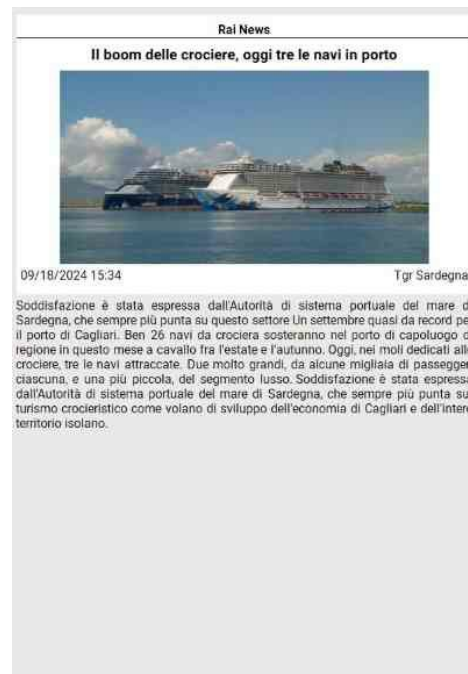 Rai News
Il boom delle crociere, oggi tre le navi in porto
09/18/2024 15:34
Tgr Sardegna
Soddisfazione è stata espressa dall'Autorità di sistema portuale del mare d
Sardegna, che sempre più punta su questo settore Un settembre quasi da record pe
il porto di Cagliari. Ben 26 navi da crociera sosteranno nel porto di capoluogo d
regione in questo mese a cavallo fra l'estate e l'autunno. Oggi, nei moli dedicati alle
crociere, tre le navi attraccate. Due molto grandi, da alcune migliaia di passegger
ciascuna, e una più piccola, del segmento lusso. Soddisfazione è stata espressa
dall'Autorità di sistema portuale del mare di Sardegna, che sempre più punta su
turismo crocieristico come volano di sviluppo dell'economia di Cagliari e dell'intero
territorio isolano.